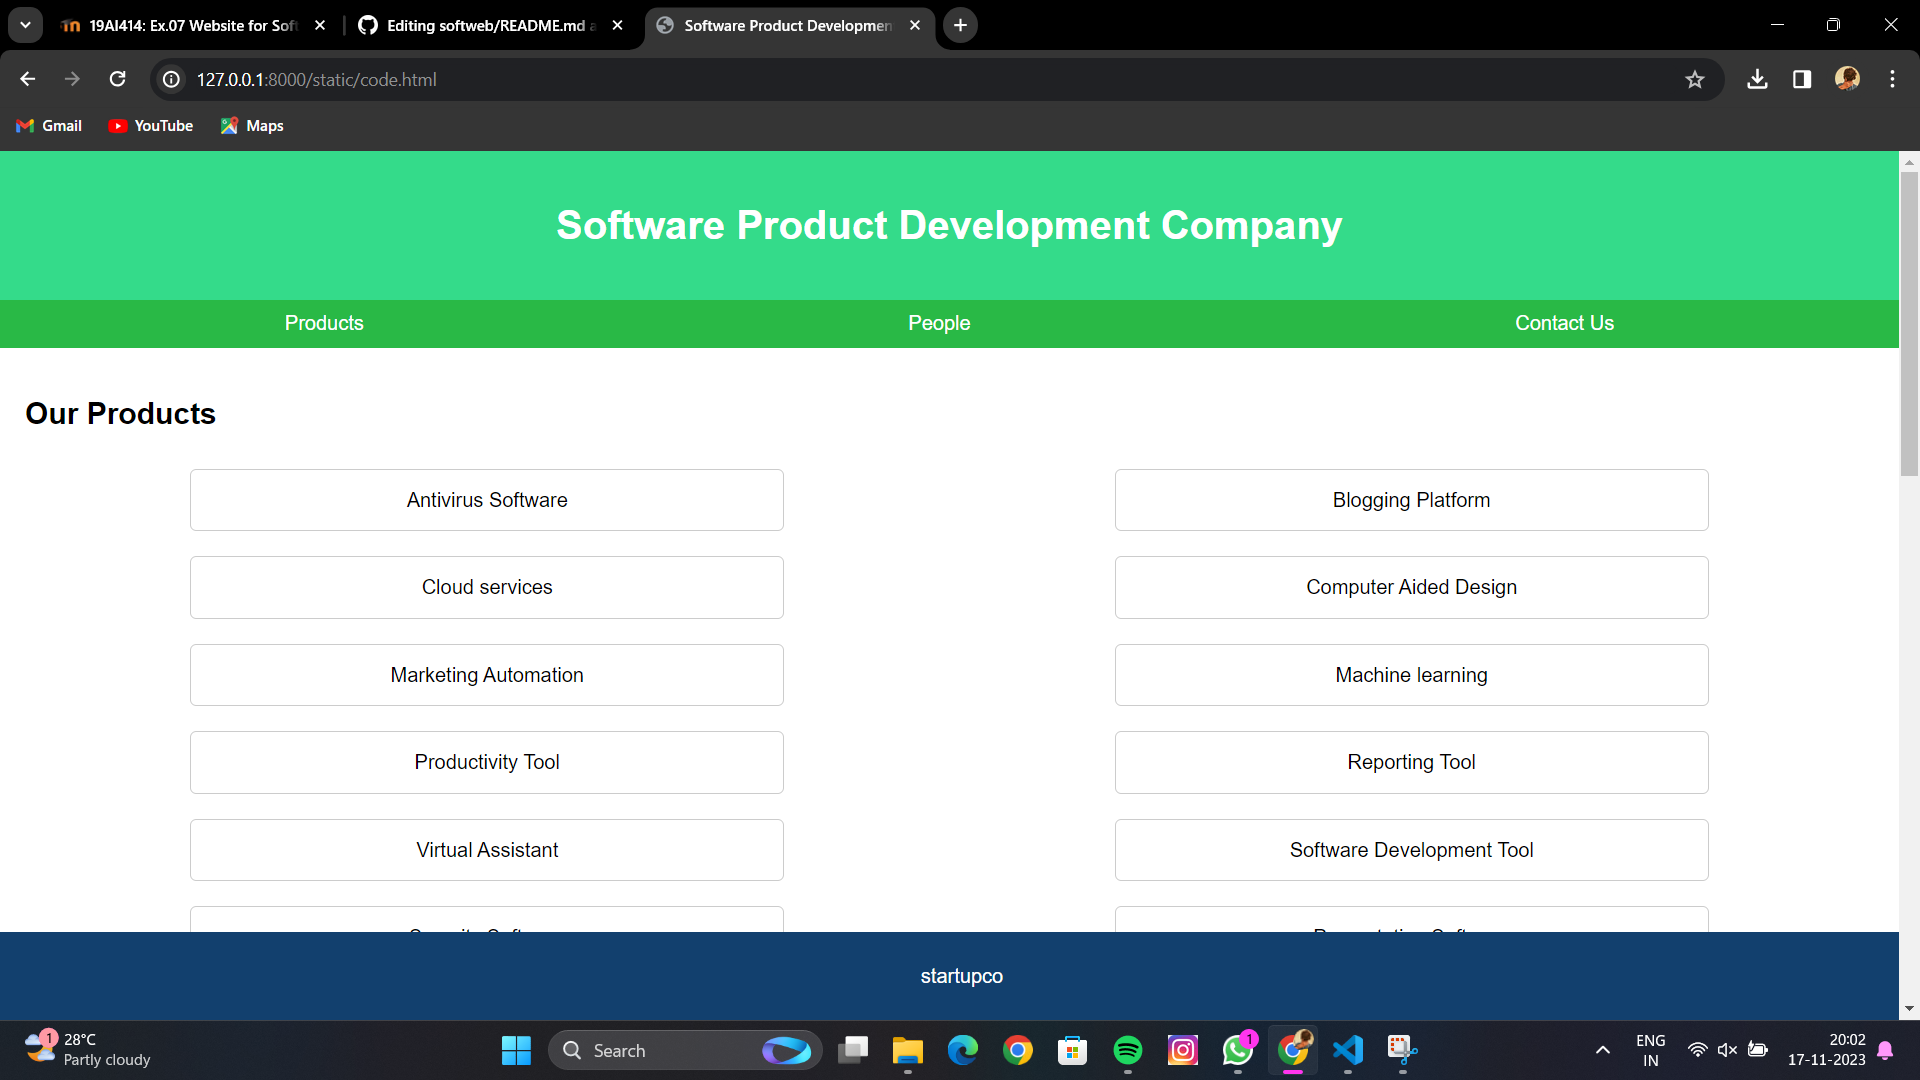 19AI414: Ex.07 Website for Soft
Editing softweb/README.md a
Software Product Developmen
127.0.0.1:8000/static/code.html
Gmail
YouTube
Maps
Software Product Development Company
Products
People
Contact Us
Our Products
Antivirus Software
Blogging Platform
Cloud services
Computer Aided Design
Marketing Automation
Machine learning
Productivity Tool
Reporting Tool
Virtual Assistant
Software Development Tool
startupco
1
28°C
Partly cloudy
Search
1
ENG
IN
20:02
17-11-2023